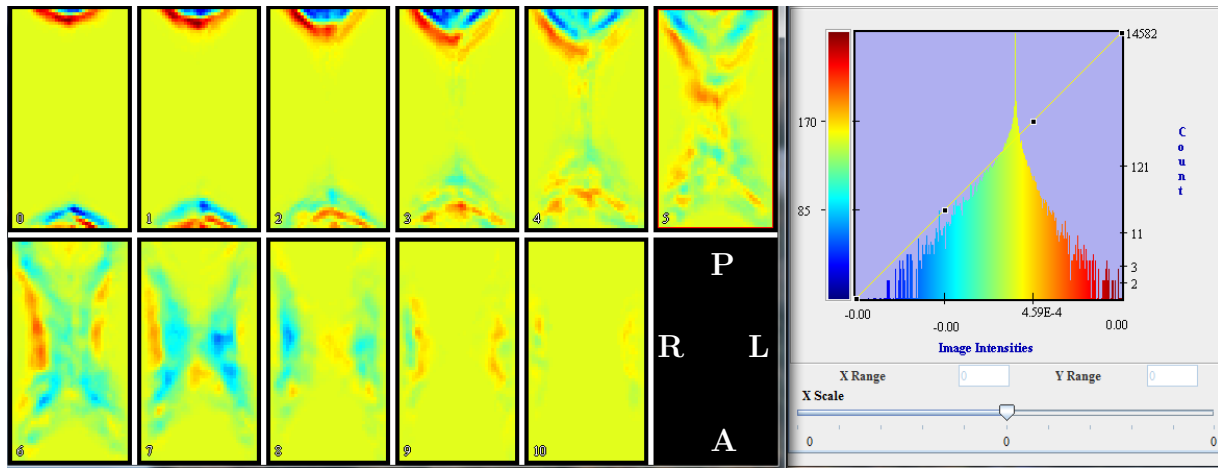 0 1 2 3 4 5
6 7 8 9 10
P
R L
A
14582
170
121
85
11
3
2
-0.00 -0.00 4.59E-4 0.00
Count
Image Intensities
X Range 0 Y Range 0
X Scale
0 0 0